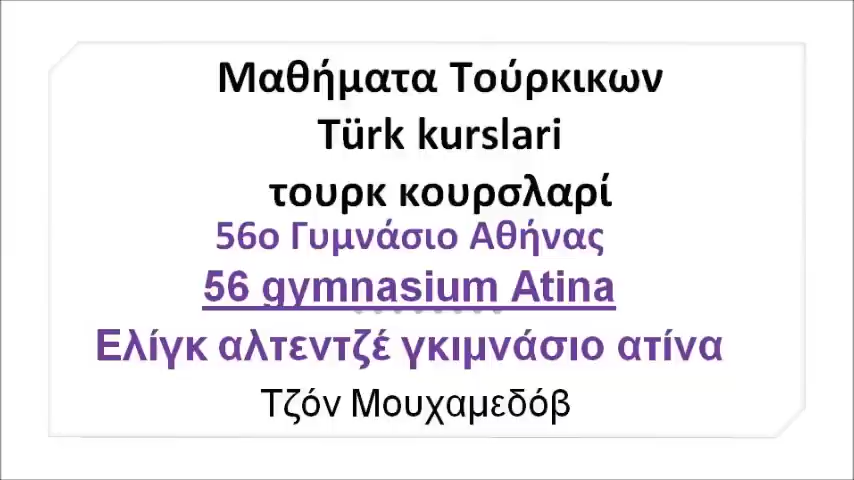 Μαθήματα Τούρκικων
Türk kurslari
τουρκ κουρσλαρί
56ο Γυμνάσιο Αθήνας
56 gymnasium Atina
Ελίγκ αλτεντζέ γκιμνάσιο ατίνα
Τζόν Μουχαμεδόβ